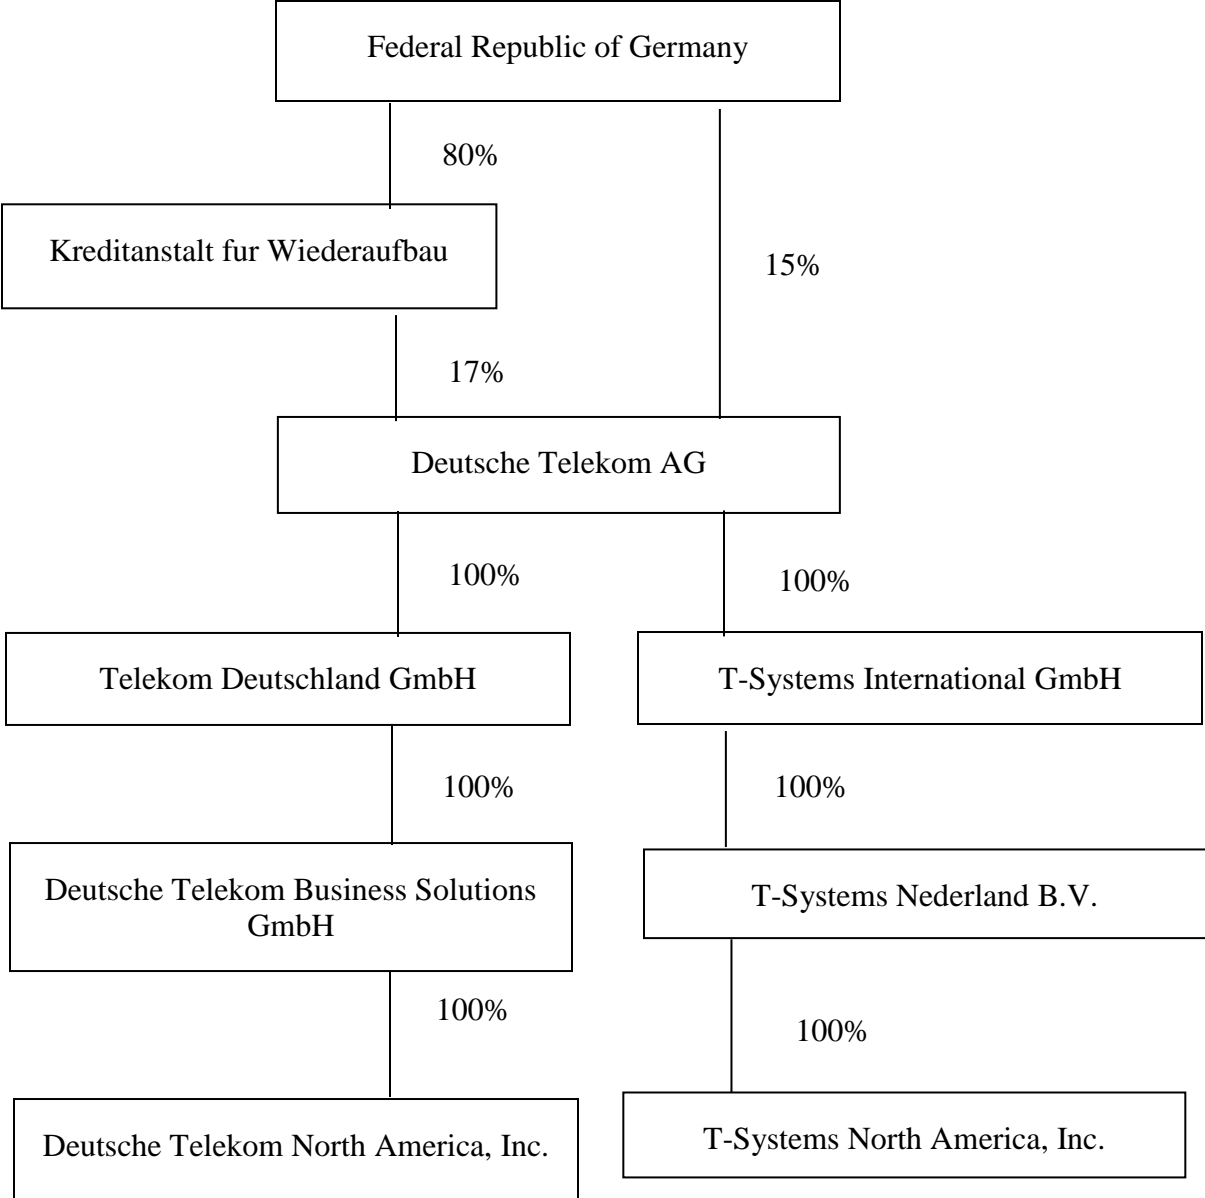 Federal Republic of Germany
80%
Kreditanstalt fur Wiederaufbau
15%
17%
Deutsche Telekom AG
100%
100%
Telekom Deutschland GmbH
T-Systems International GmbH
100%
100%
Deutsche Telekom Business Solutions
GmbH
T-Systems Nederland B.V.
100%
100%
Deutsche Telekom North America, Inc.
T-Systems North America, Inc.